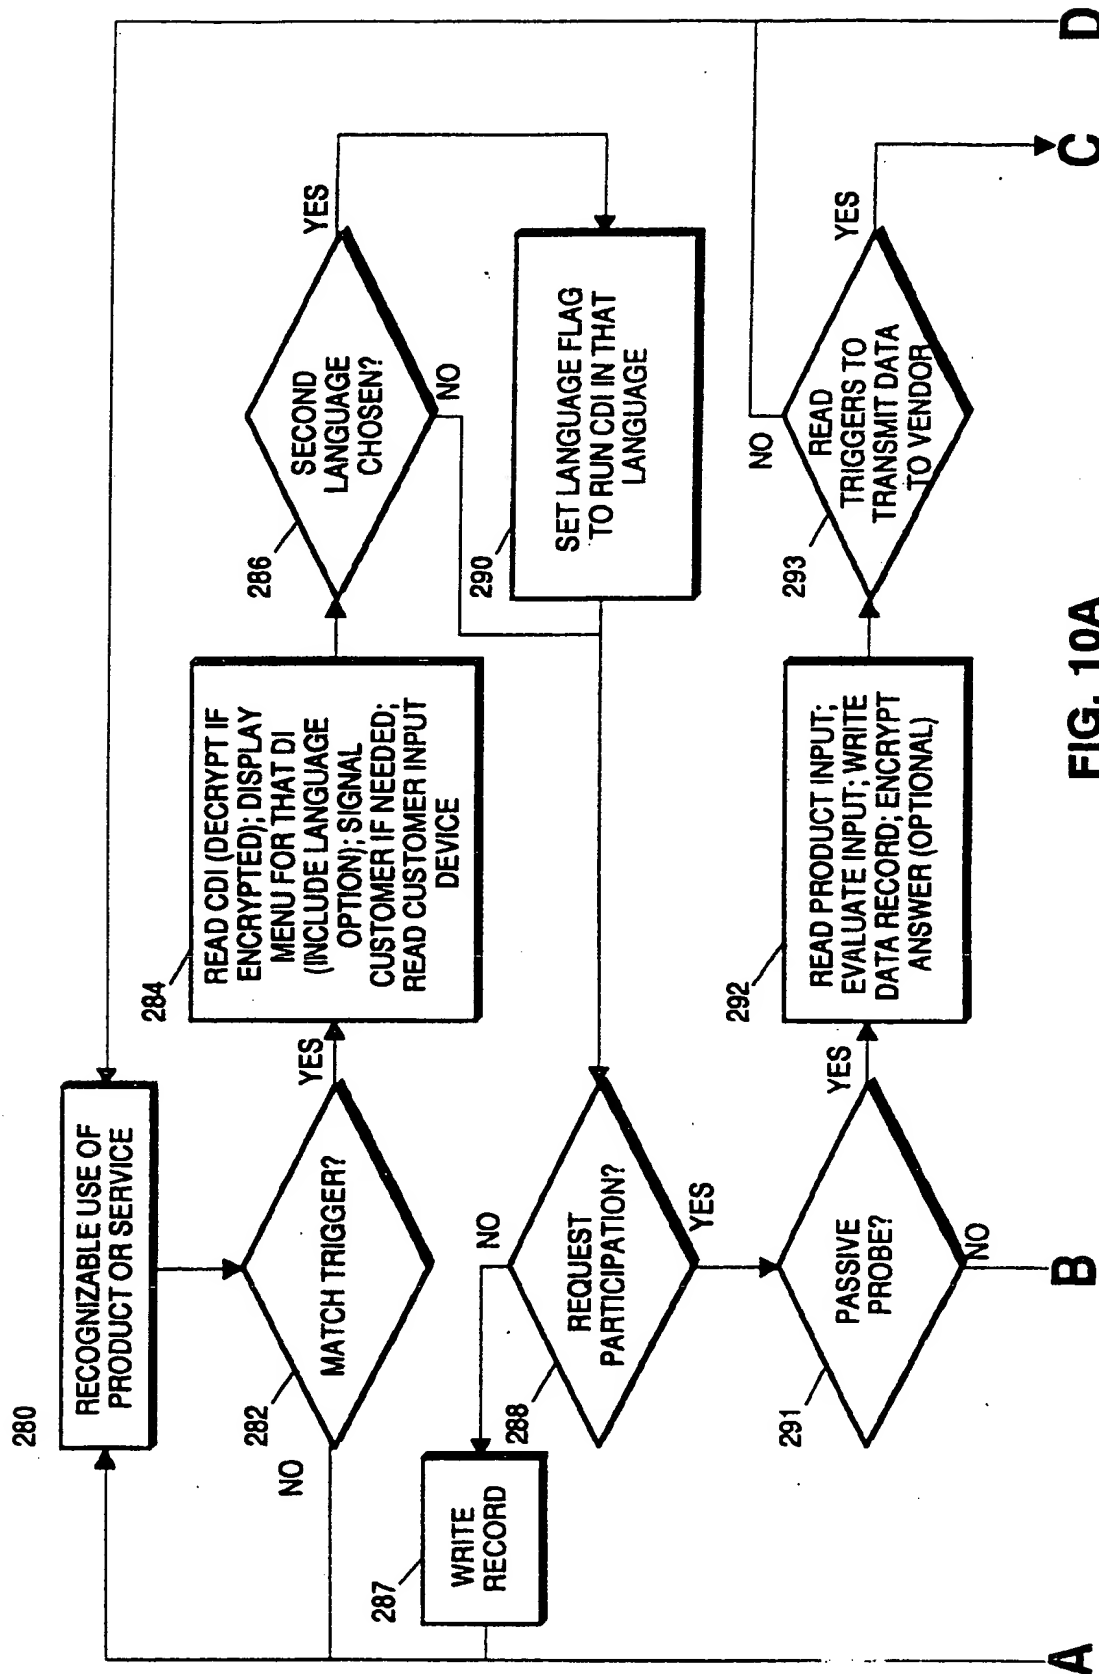 280
RECOGNIZABLE USE OF
PRODUCT OR SERVICE
282
MATCH TRIGGER?
NO
YES
284
READ CDI (DECRYPT IF
ENCRYPTED); DISPLAY
MENU FOR THAT DI
(INCLUDE LANGUAGE
OPTION); SIGNAL
CUSTOMER IF NEEDED;
READ CUSTOMER INPUT
DEVICE
286
SECOND
LANGUAGE
CHOSEN?
YES
NO
290
SET LANGUAGE FLAG
TO RUN CDI IN THAT
LANGUAGE
287
WRITE
RECORD
288
REQUEST
PARTICIPATION?
NO
YES
291
PASSIVE
PROBE?
YES
NO
292
READ PRODUCT INPUT;
EVALUATE INPUT; WRITE
DATA RECORD; ENCRYPT
ANSWER (OPTIONAL)
293
READ
TRIGGERS TO
TRANSMIT DATA
TO VENDOR
NO
YES
A
B
C
D
FIG. 10A